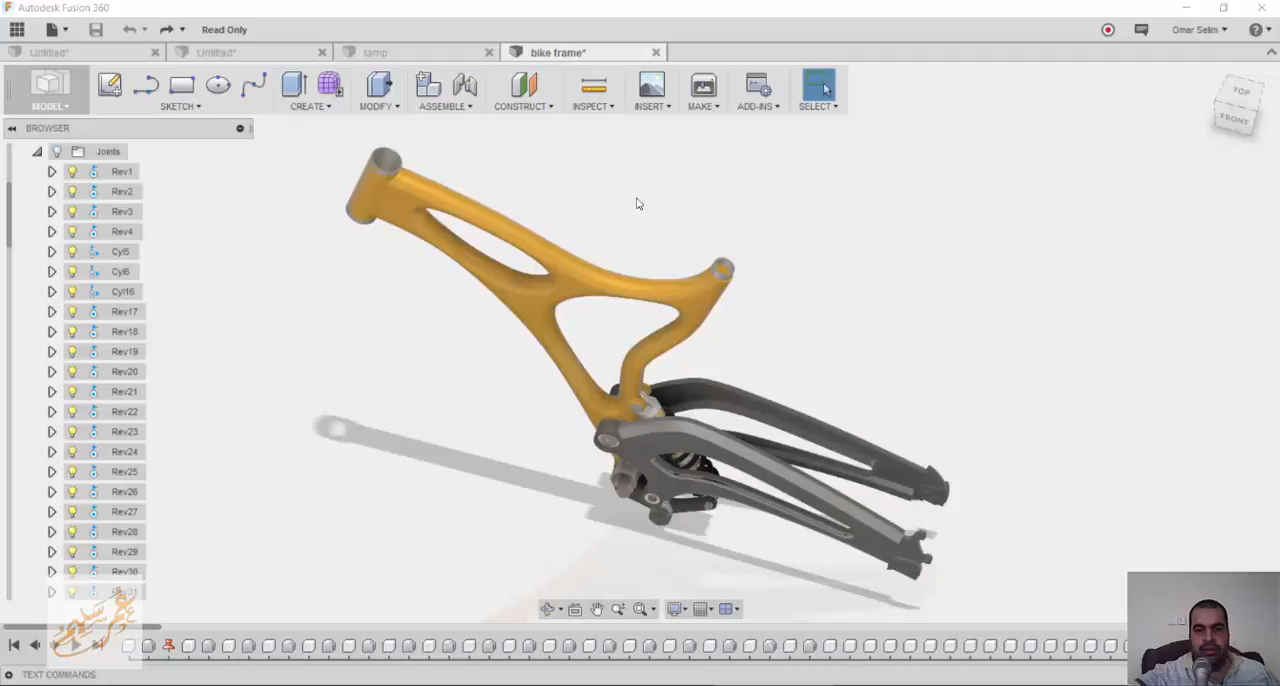 Autodesk Fusion 360
Read Only
Omar Selim
Untitled*
Untitled*
lamp
bike frame*
MODEL
SKETCH
CREATE
MODIFY
ASSEMBLE
CONSTRUCT
INSPECT
INSERT
MAKE
ADD-INS
SELECT
TOP
FRONT
BROWSER
Joints
Rev1
Rev2
Rev3
Rev4
Cyl5
Cyl6
Cyl16
Rev17
Rev18
Rev19
Rev20
Rev21
Rev22
Rev23
Rev24
Rev25
Rev26
Rev27
Rev28
Rev29
Rev30
عمر سليم
TEXT COMMANDS